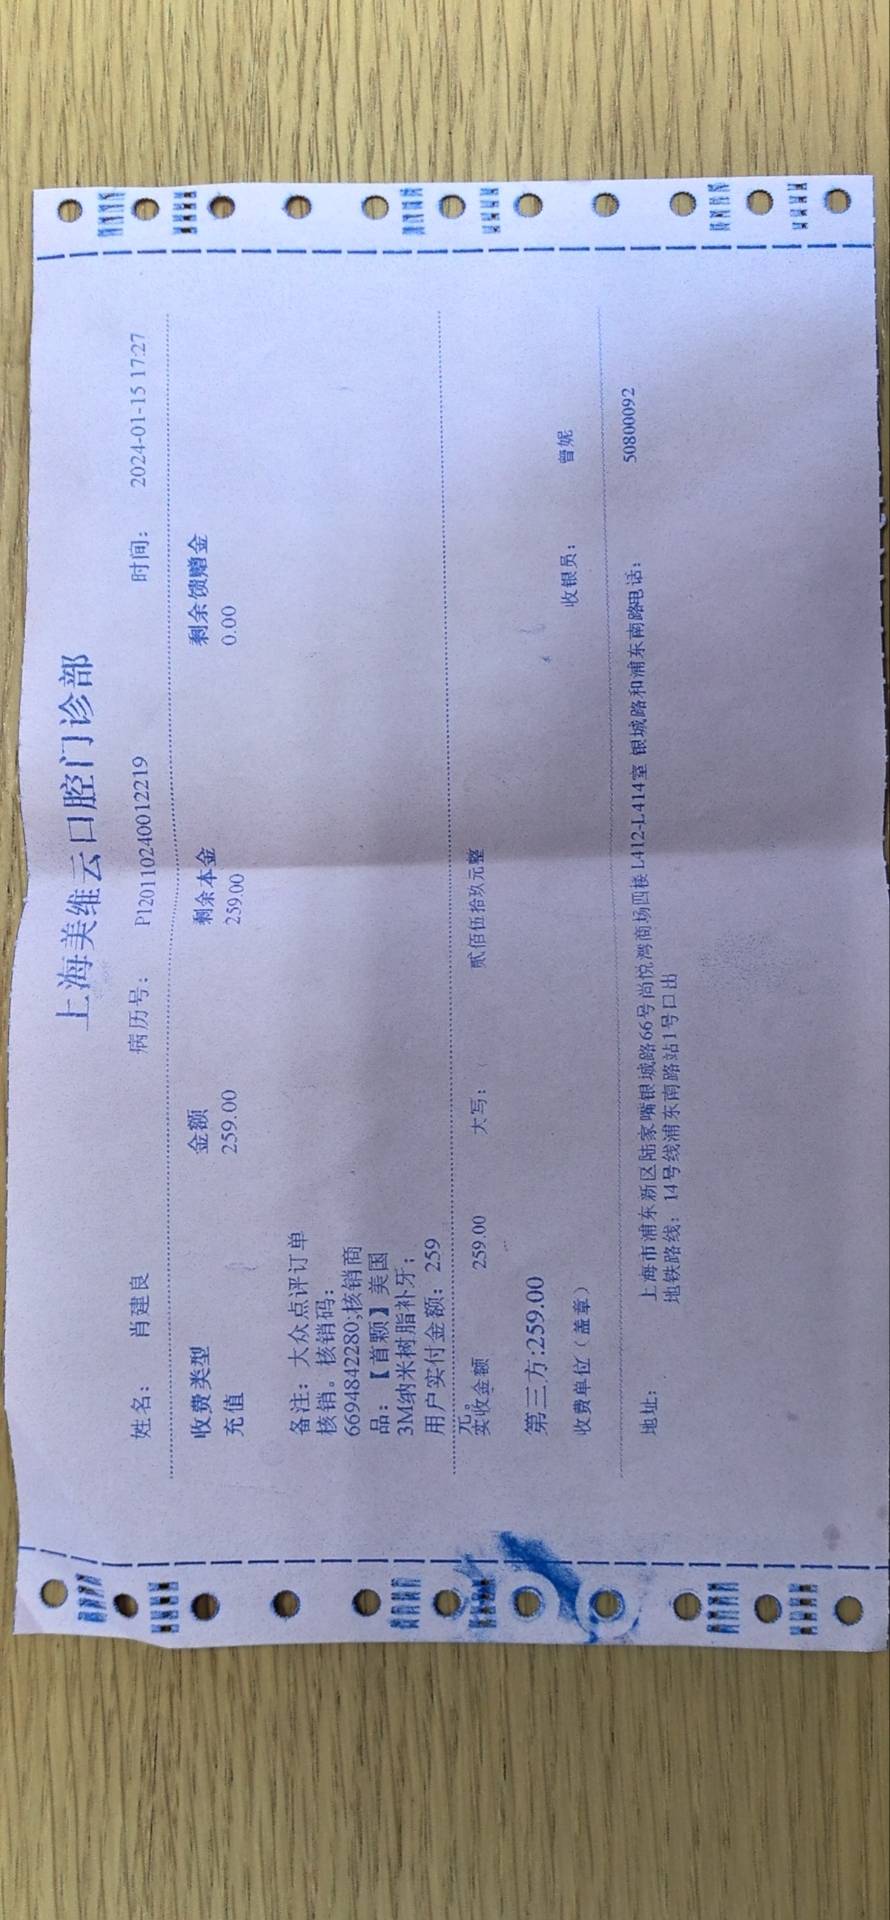 上海美维云口腔门诊部
姓名： 肖建良 病历号： P120110240012219 时间： 2024-01-15 17:27
收费类型 金额 剩余本金 剩余馈赠金
充值 259.00 259.00 0.00
备注：大众点评订单
核销。核销码：
6694842280;核销商
品：【首颗】美国
3M纳米树脂补牙；
用户实付金额：259
元。
实收金额 259.00 大写： 贰佰伍拾玖元整
第三方:259.00
收费单位（盖章） 收银员： 曾妮
地址： 上海市浦东新区陆家嘴银城路66号尚悦湾商场四楼L412-L414室 银城路和浦东南路电话： 50800092
地铁路线：14号线浦东南路站1号口出